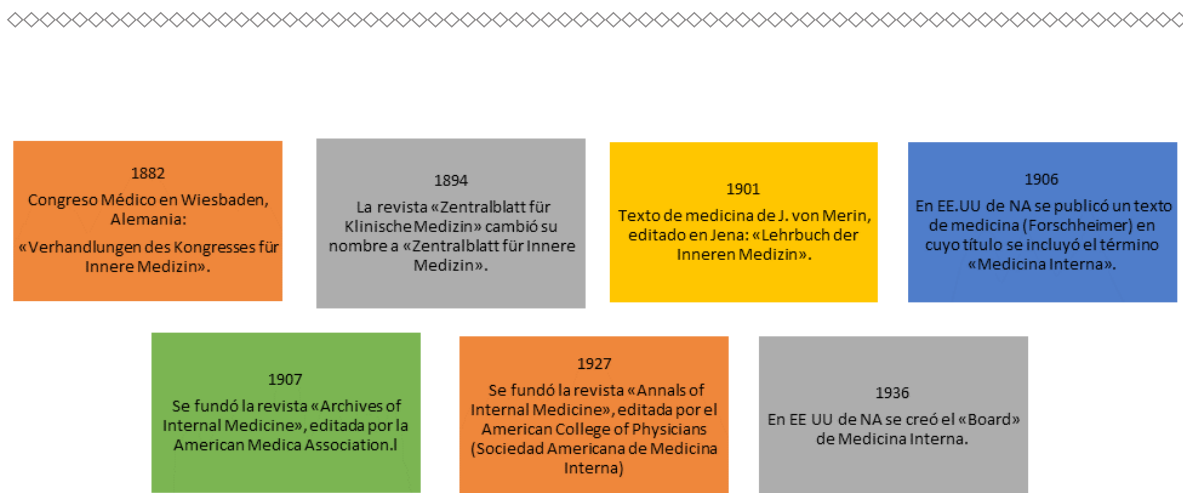 1882
Congreso Médico en Wiesbaden,
Alemania:
«Verhandlungen des Kongresses für
Innere Medizin».
1894
La revista «Zentralblatt für
Klinische Medizin» cambió su
nombre a «Zentralblatt für Innere
Medizin».
1901
Texto de medicina de J. von Merin,
editado en Jena: «Lehrbuch der
Inneren Medizin».
1906
En EE.UU de NA se publicó un texto
de medicina (Forschheimer) en
cuyo título se incluyó el término
«Medicina Interna».
1907
Se fundó la revista «Archives of
Internal Medicine», editada por la
American Medica Association.l
1927
Se fundó la revista «Annals of
Internal Medicine», editada por el
American College of Physicians
(Sociedad Americana de Medicina
Interna)
1936
En EE UU de NA se creó el «Board»
de Medicina Interna.